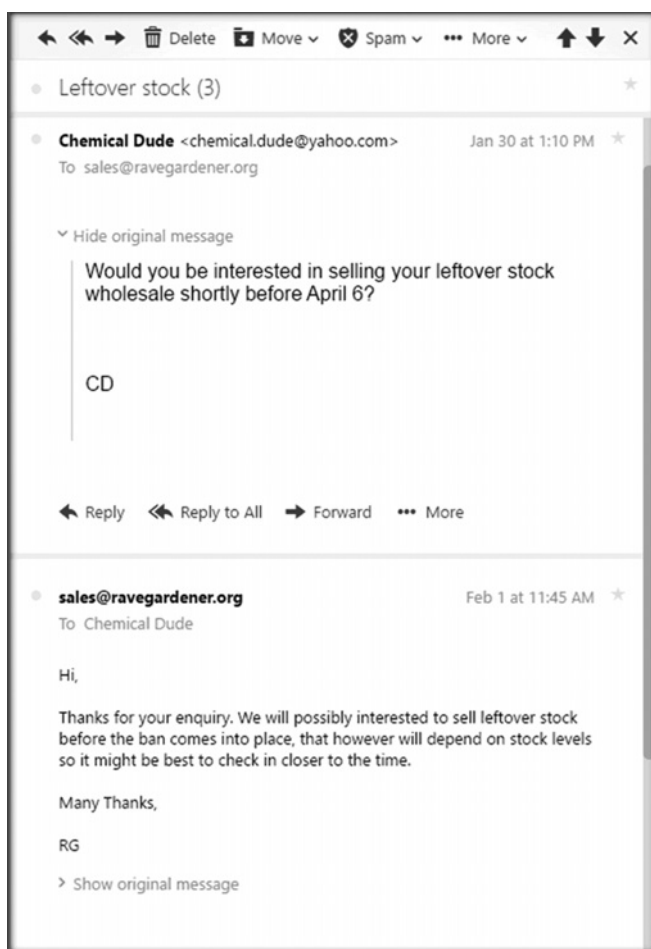 Delete Move Spam ••• More
Leftover stock (3)
Chemical Dude <chemical.dude@yahoo.com> Jan 30 at 1:10 PM
To sales@ravegardener.org
Hide original message
Would you be interested in selling your leftover stock
wholesale shortly before April 6?
CD
Reply Reply to All Forward ••• More
sales@ravegardener.org Feb 1 at 11:45 AM
To Chemical Dude
Hi,
Thanks for your enquiry. We will possibly interested to sell leftover stock
before the ban comes into place, that however will depend on stock levels
so it might be best to check in closer to the time.
Many Thanks,
RG
> Show original message